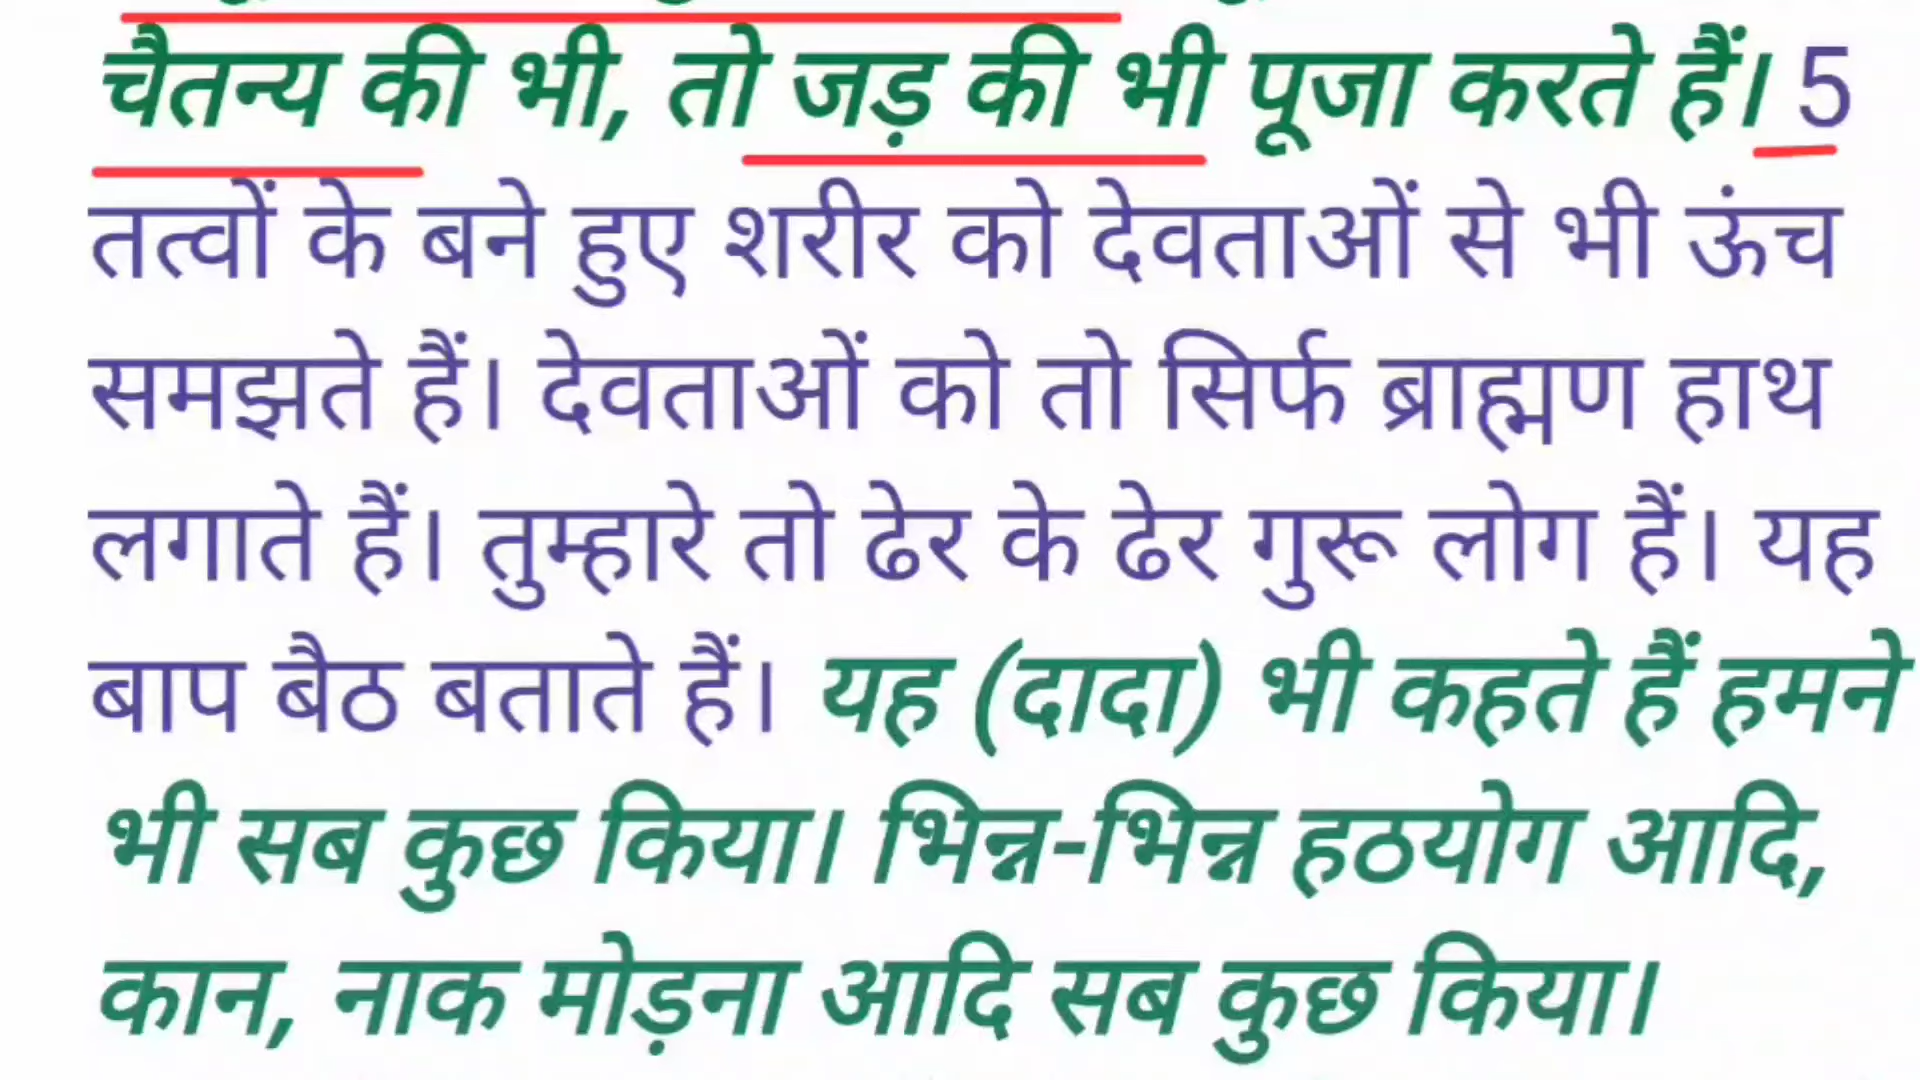 चैतन्य की भी, तो जड़ की भी पूजा करते हैं। 5
तत्वों के बने हुए शरीर को देवताओं से भी ऊंच
समझते हैं। देवताओं को तो सिर्फ ब्राह्मण हाथ
लगाते हैं। तुम्हारे तो ढेर के ढेर गुरू लोग हैं। यह
बाप बैठ बताते हैं। यह (दादा) भी कहते हैं हमने
भी सब कुछ किया। भिन्न-भिन्न हठयोग आदि,
कान, नाक मोड़ना आदि सब कुछ किया।